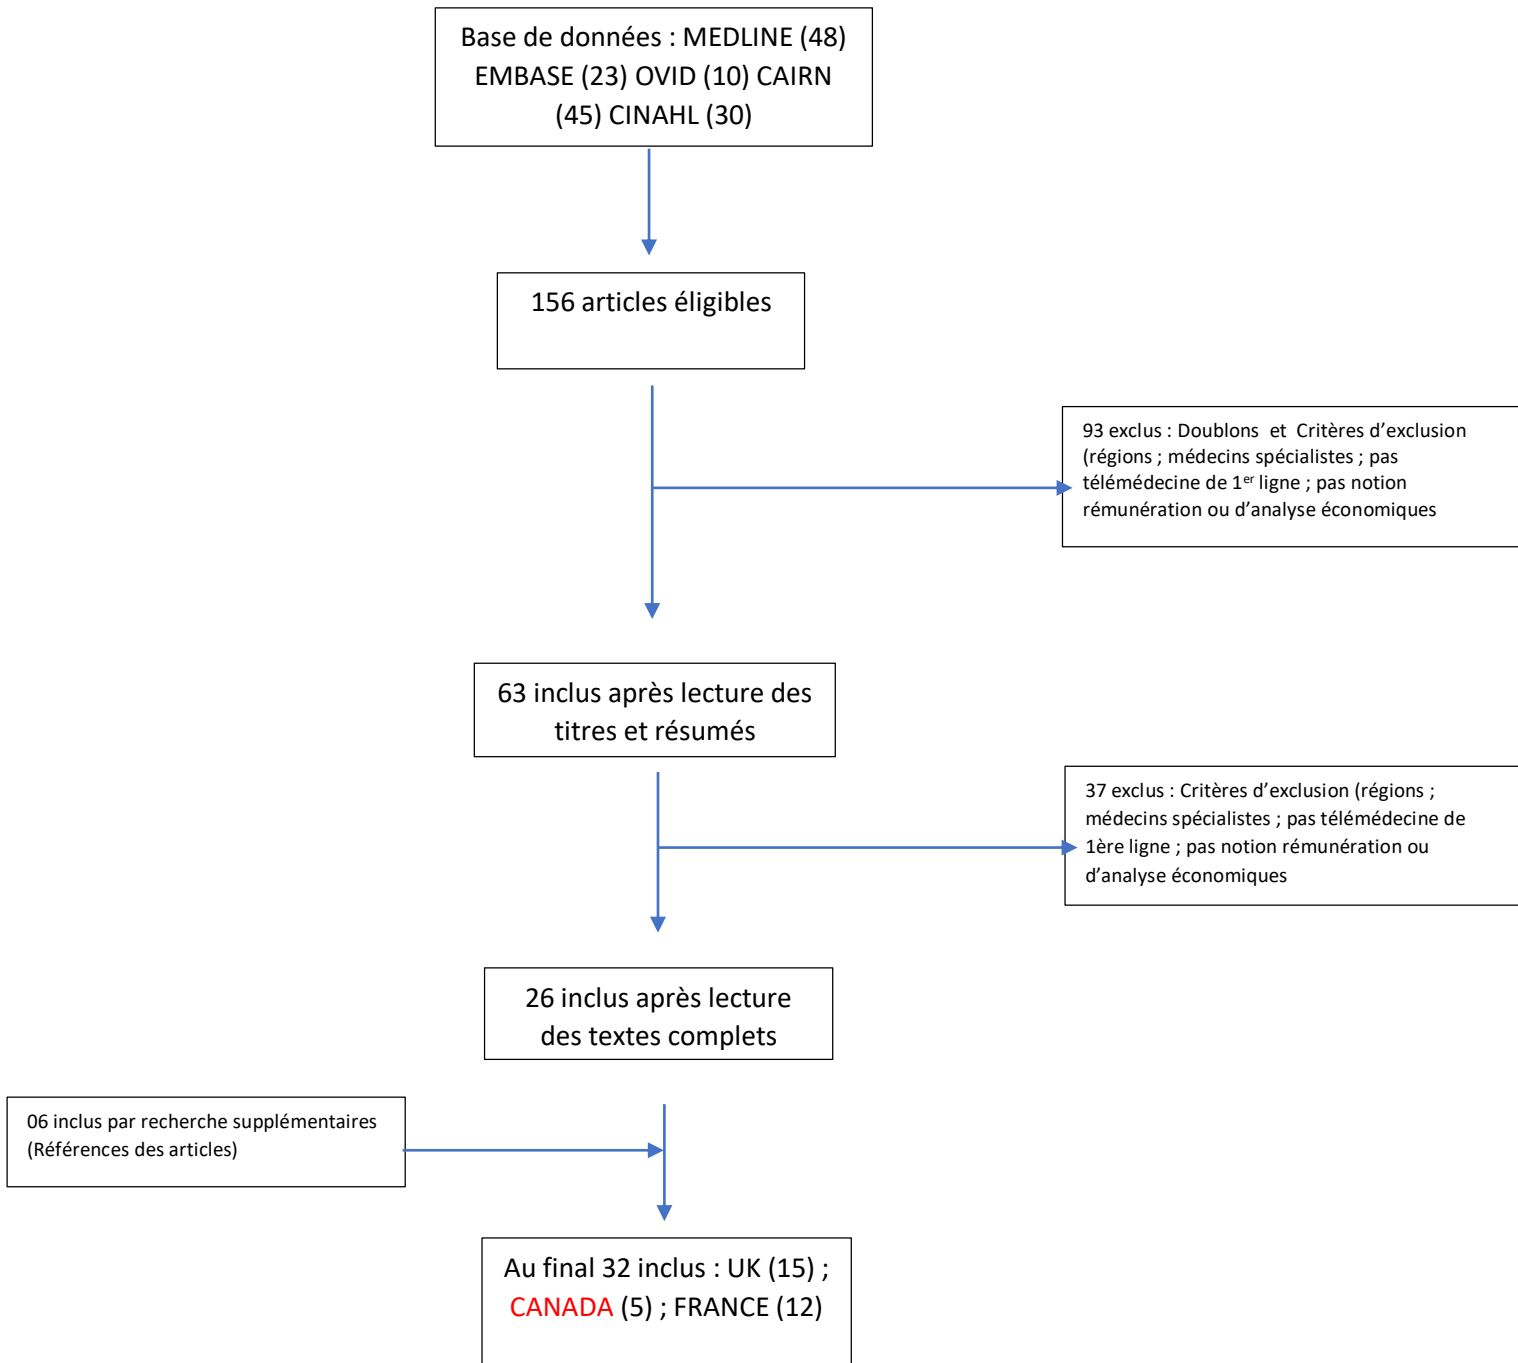 Base de données : MEDLINE (48)
EMBASE (23) OVID (10) CAIRN
(45) CINAHL (30)
156 articles éligibles
93 exclus : Doublons et Critères d’exclusion
(régions ; médecins spécialistes ; pas
télémédecine de 1er ligne ; pas notion
rémunération ou d’analyse économiques
63 inclus après lecture des
titres et résumés
37 exclus : Critères d’exclusion (régions ;
médecins spécialistes ; pas télémédecine de
1ère ligne ; pas notion rémunération ou
d’analyse économiques
26 inclus après lecture
des textes complets
06 inclus par recherche supplémentaires
(Références des articles)
Au final 32 inclus : UK (15) ;
CANADA (5) ; FRANCE (12)